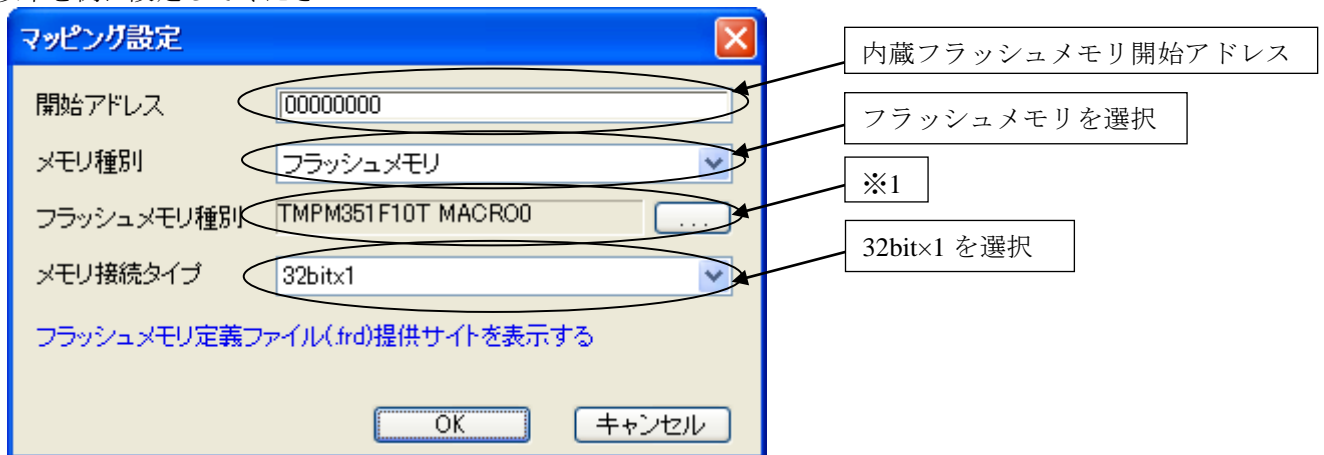 マッピング設定
開始アドレス
00000000
メモリ種別
フラッシュメモリ
フラッシュメモリ種別
TMPM351F10T MACRO0
...
メモリ接続タイプ
32bit×1
フラッシュメモリ定義ファイル(.frd)提供サイトを表示する
OK
キャンセル
内蔵フラッシュメモリ開始アドレス
フラッシュメモリを選択
※1
32bit×1 を選択